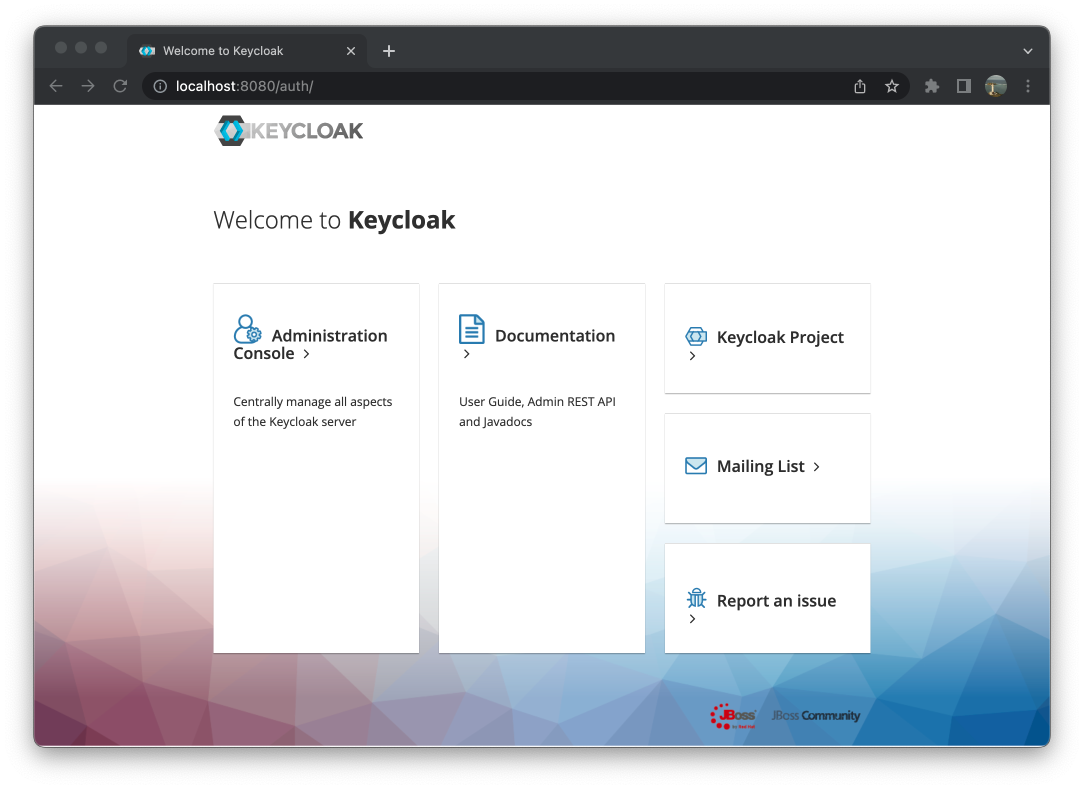 Welcome to Keycloak
localhost:8080/auth/
KEYCLOAK
Welcome to Keycloak
Administration
Console
Centrally manage all aspects
of the Keycloak server
Documentation
User Guide, Admin REST API
and Javadocs
Keycloak Project
Mailing List
Report an issue
JBoss
by Red Hat
JBoss Community